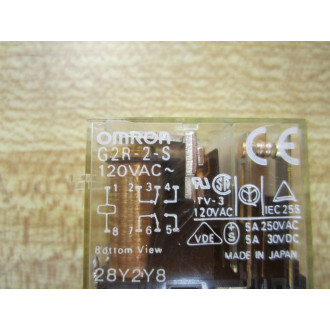 OMRON
G2R-2-S
120VAC~
1 2 3 4
8 7 6 5
Bottom View
28Y2Y8
CE
TV-3
120VAC
IEC255
VDE
S
5A 250VAC
5A 30VDC
MADE IN JAPAN